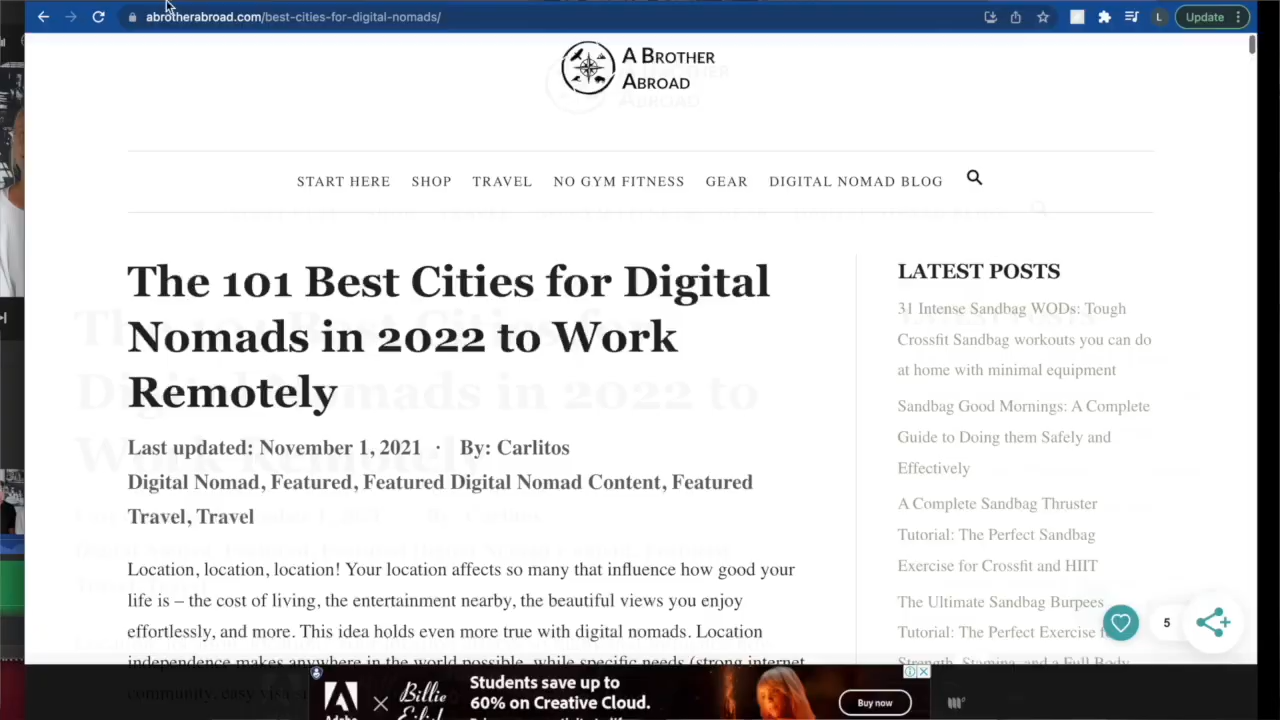 abrotherabroad.com/best-cities-for-digital-nomads/
L
Update
A BROTHER
ABROAD
START HERE
SHOP
TRAVEL
NO GYM FITNESS
GEAR
DIGITAL NOMAD BLOG
The 101 Best Cities for Digital
Nomads in 2022 to Work
Remotely
Last updated: November 1, 2021 · By: Carlitos
Digital Nomad, Featured, Featured Digital Nomad Content, Featured
Travel, Travel
Location, location, location! Your location affects so many that influence how good your
life is – the cost of living, the entertainment nearby, the beautiful views you enjoy
effortlessly, and more. This idea holds even more true with digital nomads. Location
independence makes anywhere in the world possible, while specific needs (strong internet
LATEST POSTS
31 Intense Sandbag WODs: Tough
Crossfit Sandbag workouts you can do
at home with minimal equipment
Sandbag Good Mornings: A Complete
Guide to Doing them Safely and
Effectively
A Complete Sandbag Thruster
Tutorial: The Perfect Sandbag
Exercise for Crossfit and HIIT
The Ultimate Sandbag Burpees
Tutorial: The Perfect Exercise
Strength, Stamina, and a Full Body
5
Adobe
Billie
Eilish
Students save up to
60% on Creative Cloud.
Buy now